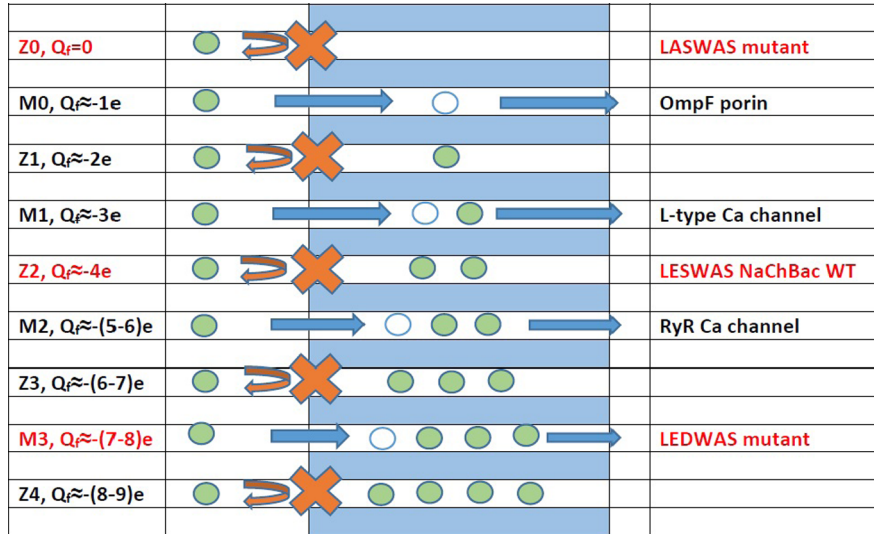 Z0, Qf=0 LASWAS mutant
M0, Qf≈-1e OmpF porin
Z1, Qf≈-2e
M1, Qf≈-3e L-type Ca channel
Z2, Qf≈-4e LESWAS NaChBac WT
M2, Qf≈-(5-6)e RyR Ca channel
Z3, Qf≈-(6-7)e
M3, Qf≈-(7-8)e LEDWAS mutant
Z4, Qf≈-(8-9)e